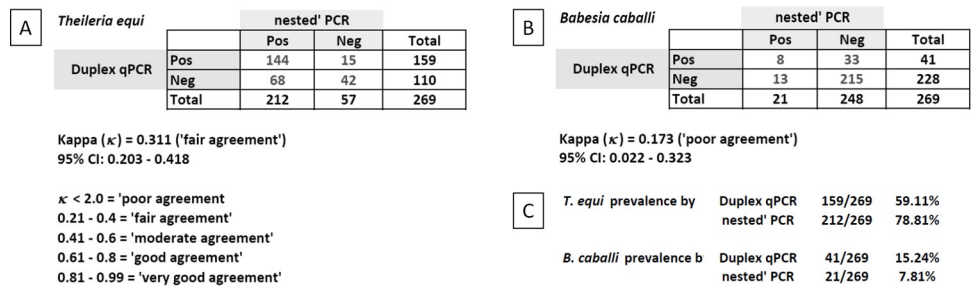 A
Theileria equi
nested' PCR
Pos Neg Total
Duplex qPCR
Pos 144 15 159
Neg 68 42 110
Total 212 57 269
Kappa (κ) = 0.311 ('fair agreement')
95% CI: 0.203 - 0.418
κ < 2.0 = 'poor agreement
0.21 - 0.4 = 'fair agreement'
0.41 - 0.6 = 'moderate agreement'
0.61 - 0.8 = 'good agreement'
0.81 - 0.99 = 'very good agreement'
B
Babesia caballi
nested' PCR
Pos Neg Total
Duplex qPCR
Pos 8 33 41
Neg 13 215 228
Total 21 248 269
Kappa (κ) = 0.173 ('poor agreement')
95% CI: 0.022 - 0.323
C
T. equi prevalence by Duplex qPCR 159/269 59.11%
nested' PCR 212/269 78.81%
B. caballi prevalence b Duplex qPCR 41/269 15.24%
nested' PCR 21/269 7.81%